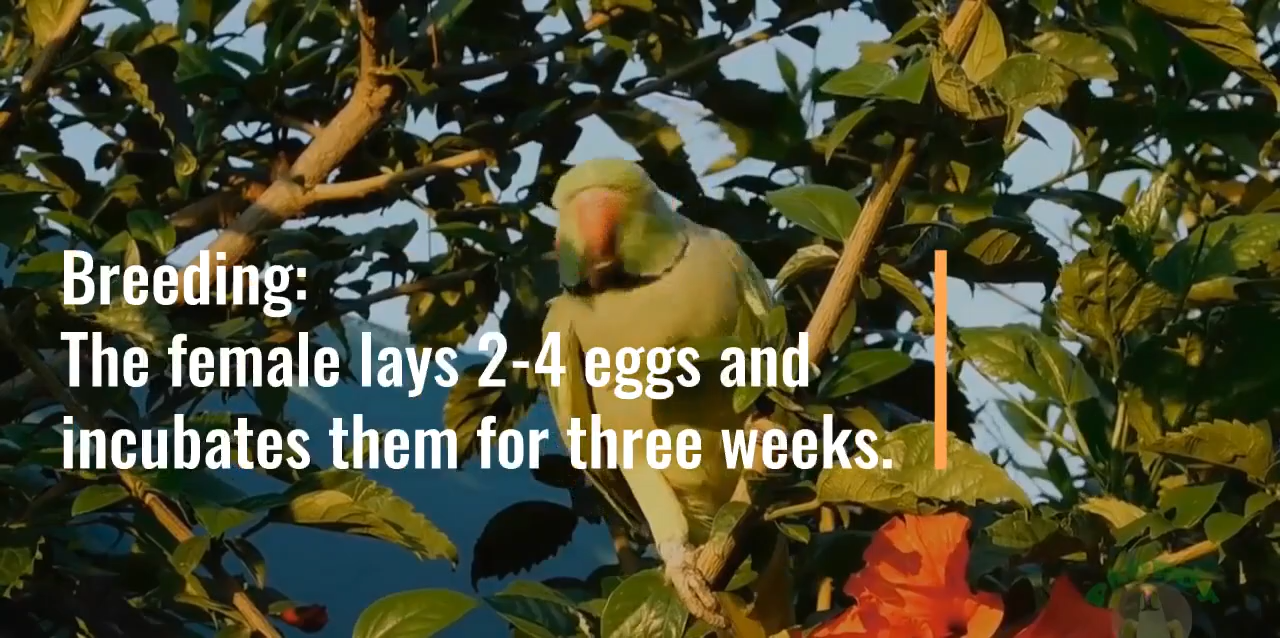 Breeding:
The female lays 2-4 eggs and
incubates them for three weeks.